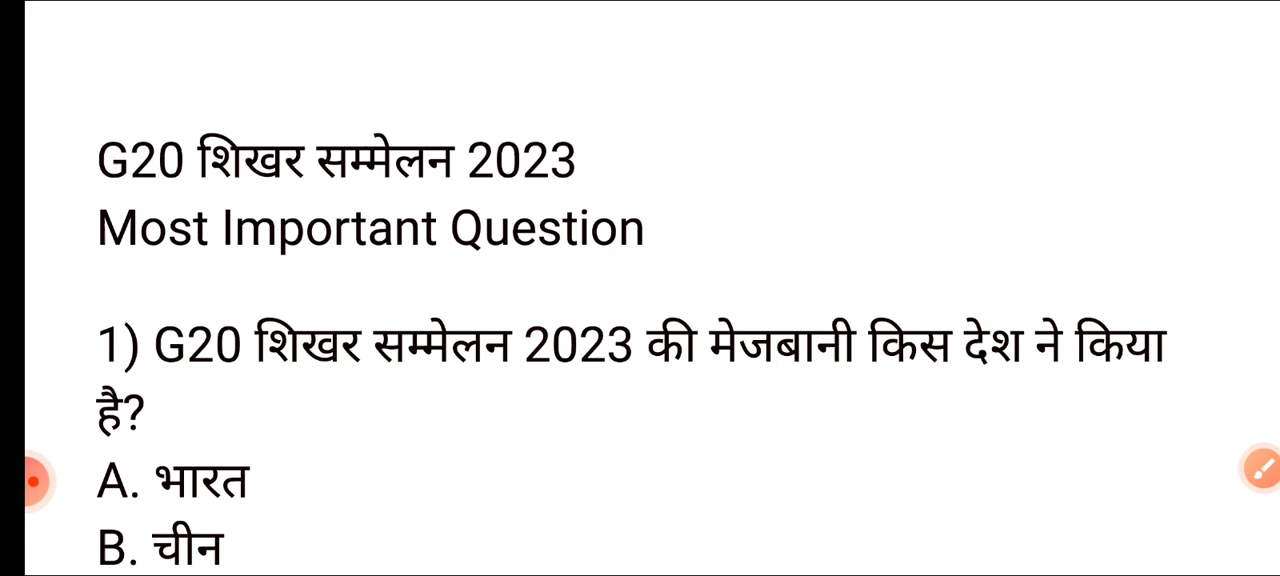 G20 शिखर सम्मेलन 2023
Most Important Question
1) G20 शिखर सम्मेलन 2023 की मेजबानी किस देश ने किया
है?
A. भारत
B. चीन